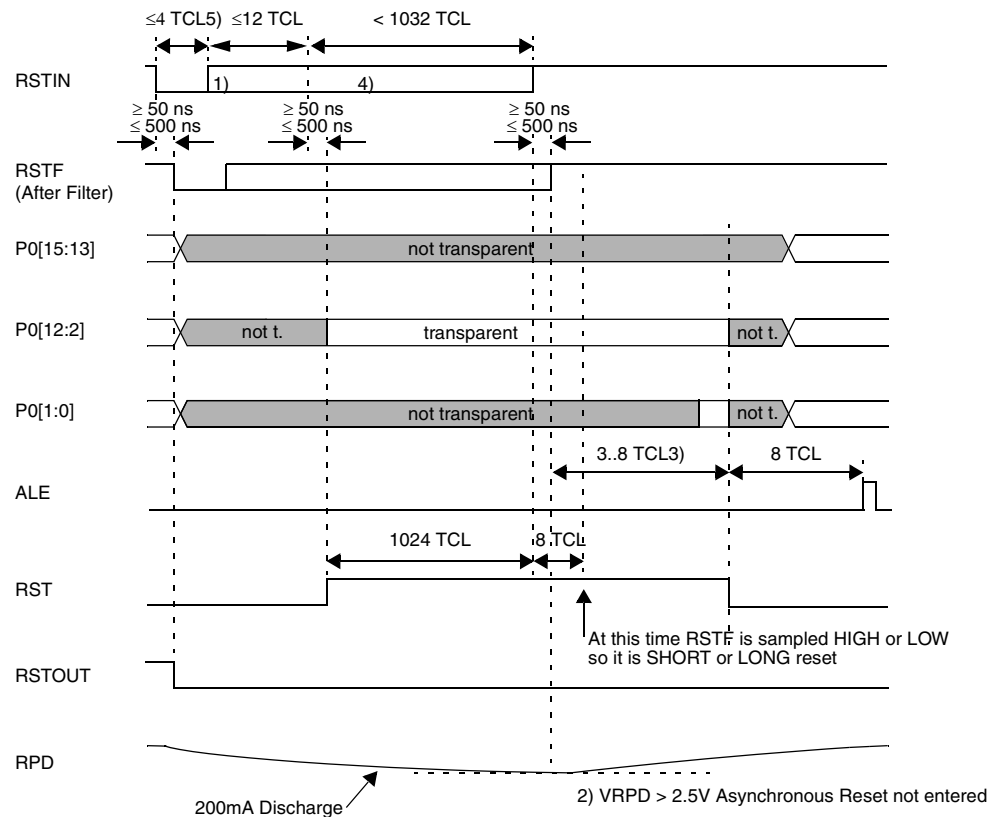 ≤4 TCL5) ≤12 TCL < 1032 TCL
RSTIN
1) 4)
≥ 50 ns ≥ 50 ns ≥ 50 ns
≤ 500 ns ≤ 500 ns ≤ 500 ns
RSTF
(After Filter)
P0[15:13] not transparent
P0[12:2] not t. transparent not t.
P0[1:0] not transparent not t.
3..8 TCL3) 8 TCL
ALE
1024 TCL 8 TCL
RST
At this time RSTF is sampled HIGH or LOW
so it is SHORT or LONG reset
RSTOUT
RPD
200mA Discharge
2) VRPD > 2.5V Asynchronous Reset not entered